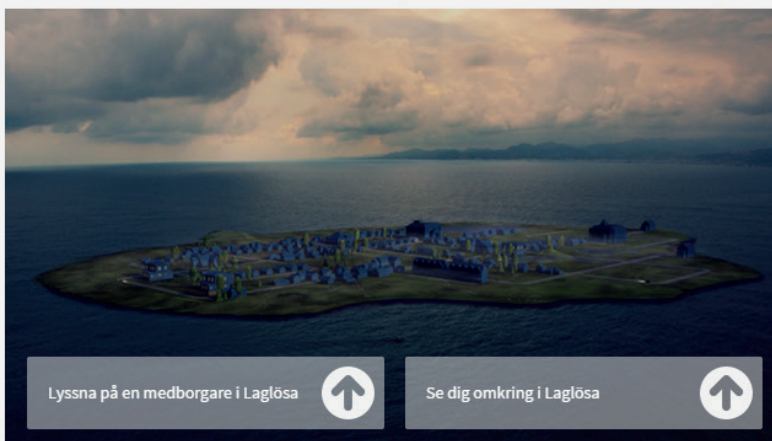 Lyssna på en medborgare i Laglösa
Se dig omkring i Laglösa